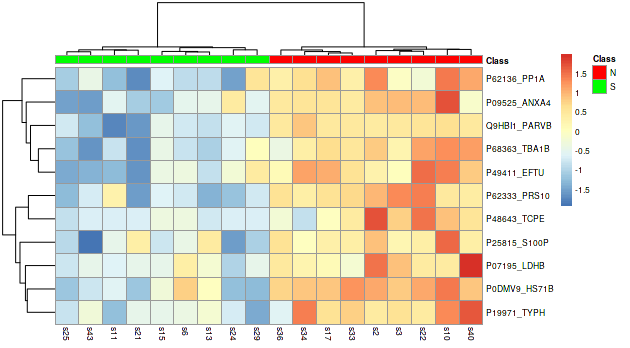 Class
P62136_PP1A
P09525_ANXA4
Q9HBI1_PARVB
P68363_TBA1B
P49411_EFTU
P62333_PRS10
P48643_TCPE
P25815_S100P
P07195_LDHB
P0DMV9_HS71B
P19971_TYPH
s25 s43 s11 s21 s15 s6 s13 s24 s29 s36 s34 s17 s33 s2 s3 s22 s10 s40
1.5
1
0.5
0
-0.5
-1
-1.5
Class
N
S